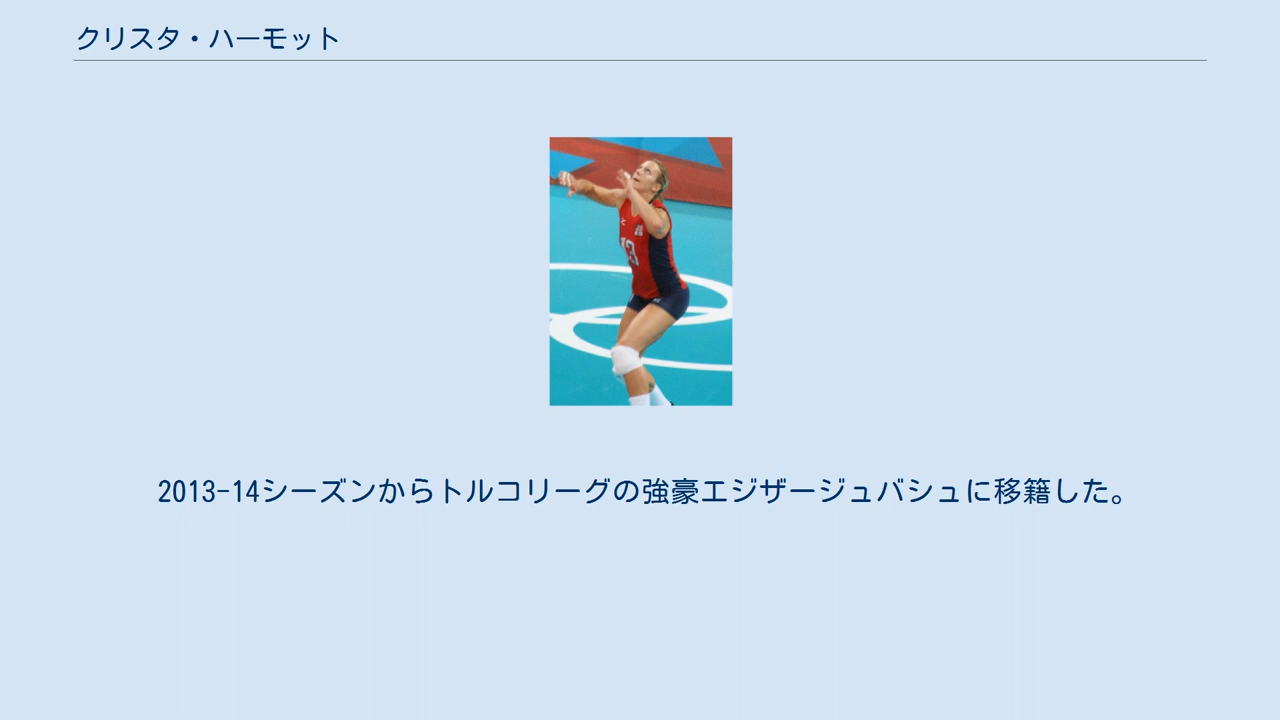 クリスタ・ハーモット
13
2013-14シーズンからトルコリーグの強豪エジザージュバシュに移籍した。